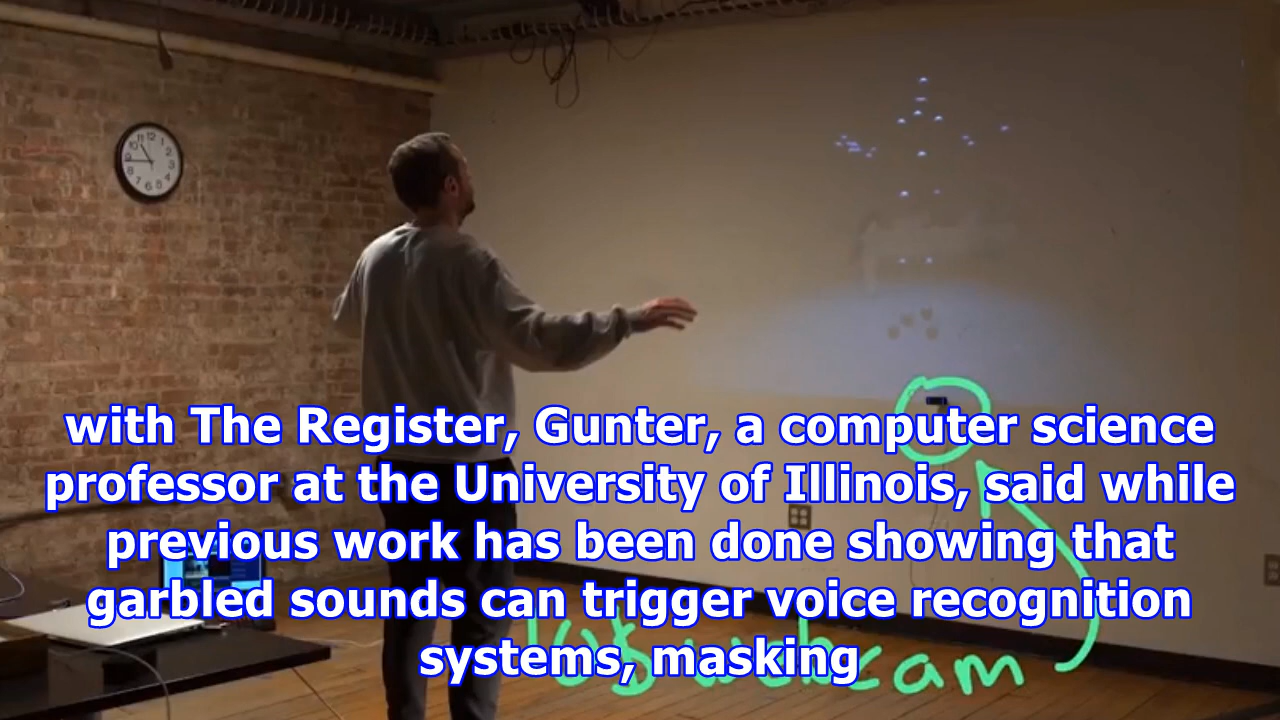 with The Register, Gunter, a computer science
professor at the University of Illinois, said while
previous work has been done showing that
garbled sounds can trigger voice recognition
systems, masking
webcam